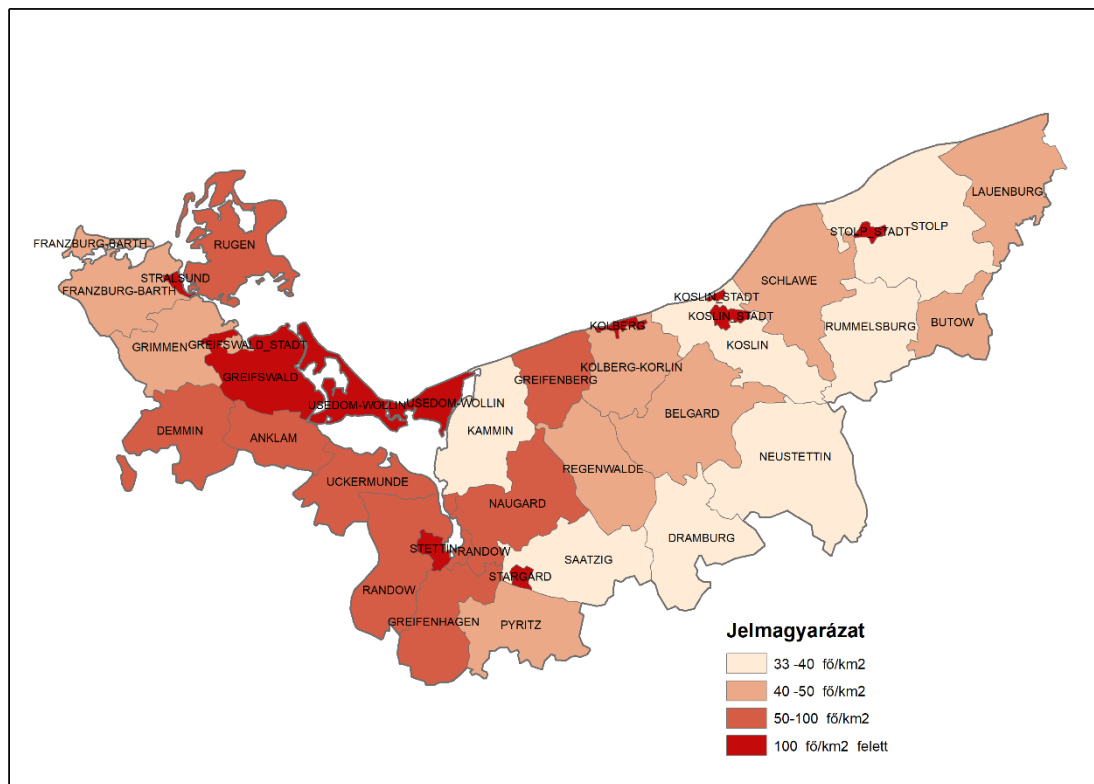 LAUENBURG
STOLP
STOLP_STADT
FRANZBURG-BARTH
RUGEN
STRALSUND
FRANZBURG-BARTH
SCHLAWE
KOSLIN_STADT
KOSLIN_STADT
KOLBERG
RUMMELSBURG
BUTOW
GRIMMEN
GREIFSWALD_STADT
KOSLIN
GREIFSWALD
KOLBERG-KORLIN
GREIFENBERG
USEDOM-WOLLIN
USEDOM-WOLLIN
BELGARD
DEMMIN
KAMMIN
ANKLAM
NEUSTETTIN
REGENWALDE
UCKERMUNDE
NAUGARD
DRAMBURG
STETTIN
RANDOW
SAATZIG
STARGARD
RANDOW
GREIFENHAGEN
PYRITZ
Jelmagyarázat
33 -40 fő/km2
40 -50 fő/km2
50-100 fő/km2
100 fő/km2 felett